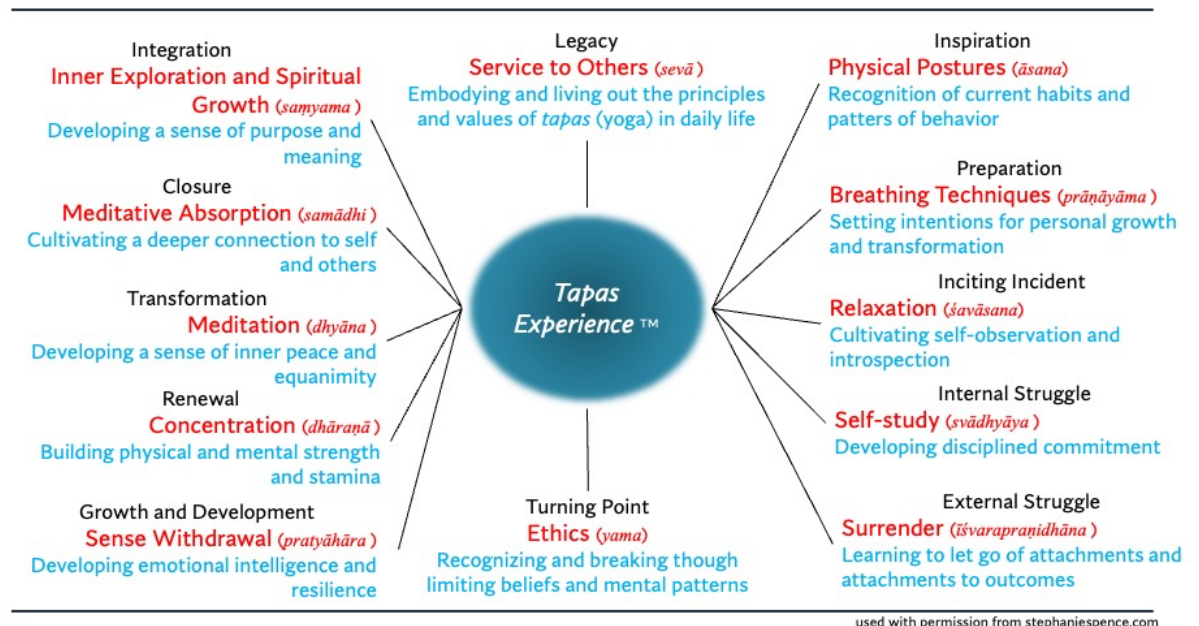 Integration
Inner Exploration and Spiritual
Growth (saṃyama )
Developing a sense of purpose and
meaning
Closure
Meditative Absorption (samādhi )
Cultivating a deeper connection to self
and others
Transformation
Meditation (dhyāna )
Developing a sense of inner peace and
equanimity
Renewal
Concentration (dhāraṇā )
Building physical and mental strength
and stamina
Growth and Development
Sense Withdrawal (pratyāhāra )
Developing emotional intelligence and
resilience
Legacy
Service to Others (sevā )
Embodying and living out the principles
and values of tapas (yoga) in daily life
Tapas
Experience ™
Turning Point
Ethics (yama)
Recognizing and breaking though
limiting beliefs and mental patterns
Inspiration
Physical Postures (āsana)
Recognition of current habits and
patters of behavior
Preparation
Breathing Techniques (prāṇāyāma )
Setting intentions for personal growth
and transformation
Inciting Incident
Relaxation (śavāsana)
Cultivating self-observation and
introspection
Internal Struggle
Self-study (svādhyāya )
Developing disciplined commitment
External Struggle
Surrender (īśvarapraṇidhāna )
Learning to let go of attachments and
attachments to outcomes
used with permission from stephaniespence.com